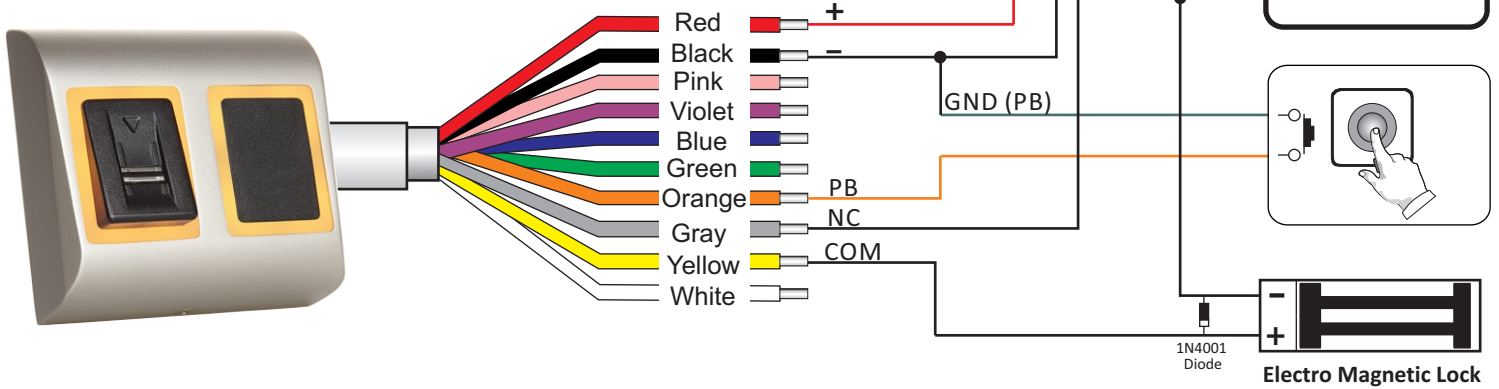 Red
+
Black
−
Pink
Violet
GND (PB)
Blue
Green
Orange
PB
Gray
NC
Yellow
COM
White
−
+
1N4001
Diode
Electro Magnetic Lock